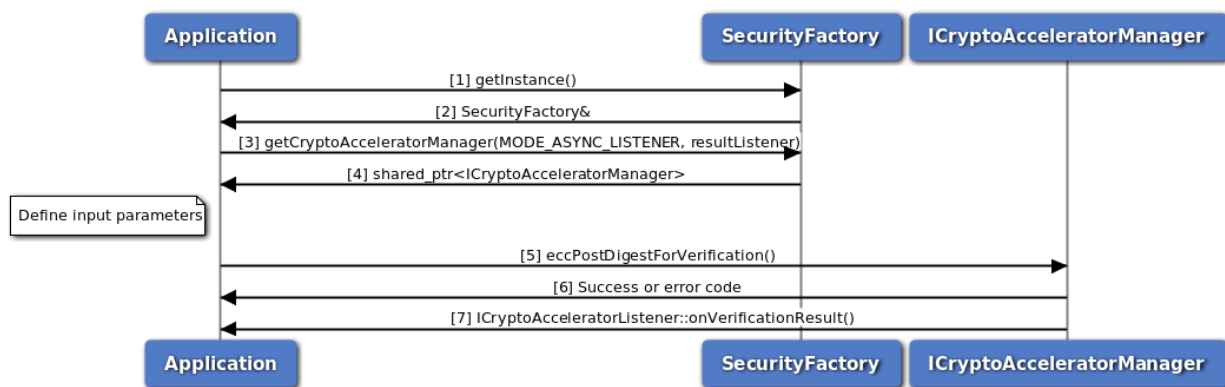 Application SecurityFactory ICryptoAcceleratorManager
[1] getInstance()
[2] SecurityFactory&
[3] getCryptoAcceleratorManager(MODE_ASYNC_LISTENER, resultListener)
[4] shared_ptr<ICryptoAcceleratorManager>
Define input parameters
[5] eccPostDigestForVerification()
[6] Success or error code
[7] ICryptoAcceleratorListener::onVerificationResult()
Application SecurityFactory ICryptoAcceleratorManager